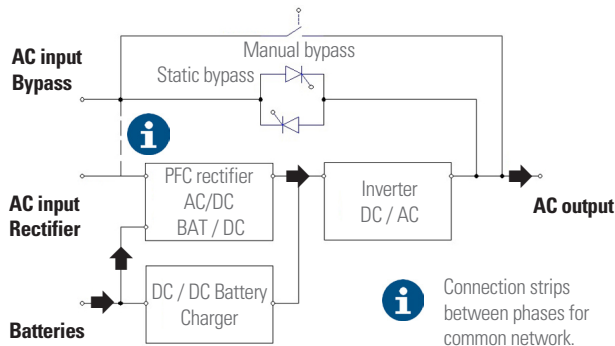 Manual bypass
AC input
Bypass
Static bypass
i
PFC rectifier
AC/DC
BAT / DC
Inverter
DC / AC
AC input
Rectifier
AC output
DC / DC Battery
Charger
Batteries
i
Connection strips
between phases for
common network.